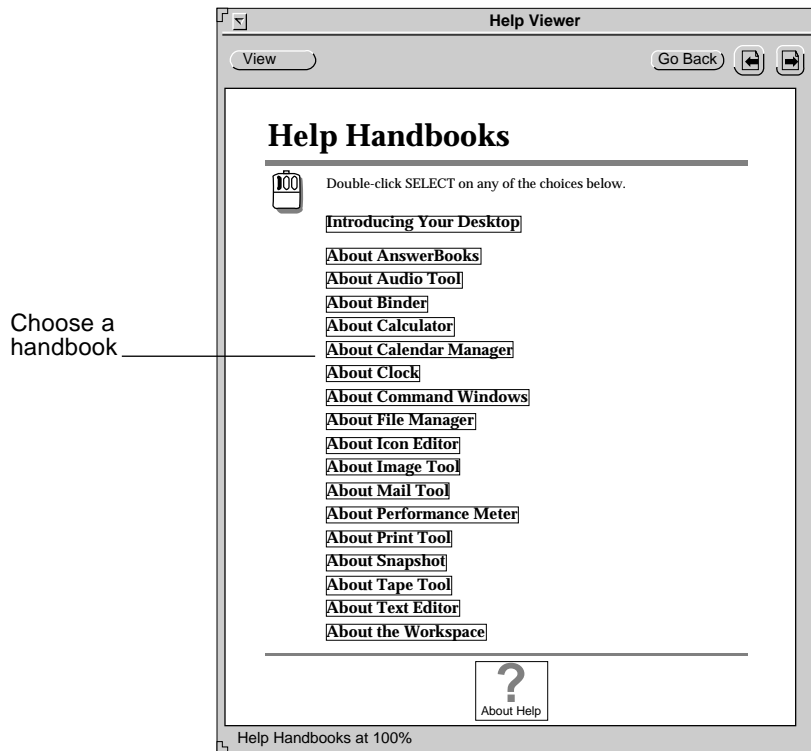 Help Viewer
View
Go Back
Help Handbooks
Double-click SELECT on any of the choices below.
Introducing Your Desktop
About AnswerBooks
About Audio Tool
About Binder
About Calculator
Choose a
handbook
About Calendar Manager
About Clock
About Command Windows
About File Manager
About Icon Editor
About Image Tool
About Mail Tool
About Performance Meter
About Print Tool
About Snapshot
About Tape Tool
About Text Editor
About the Workspace
?
About Help
Help Handbooks at 100%